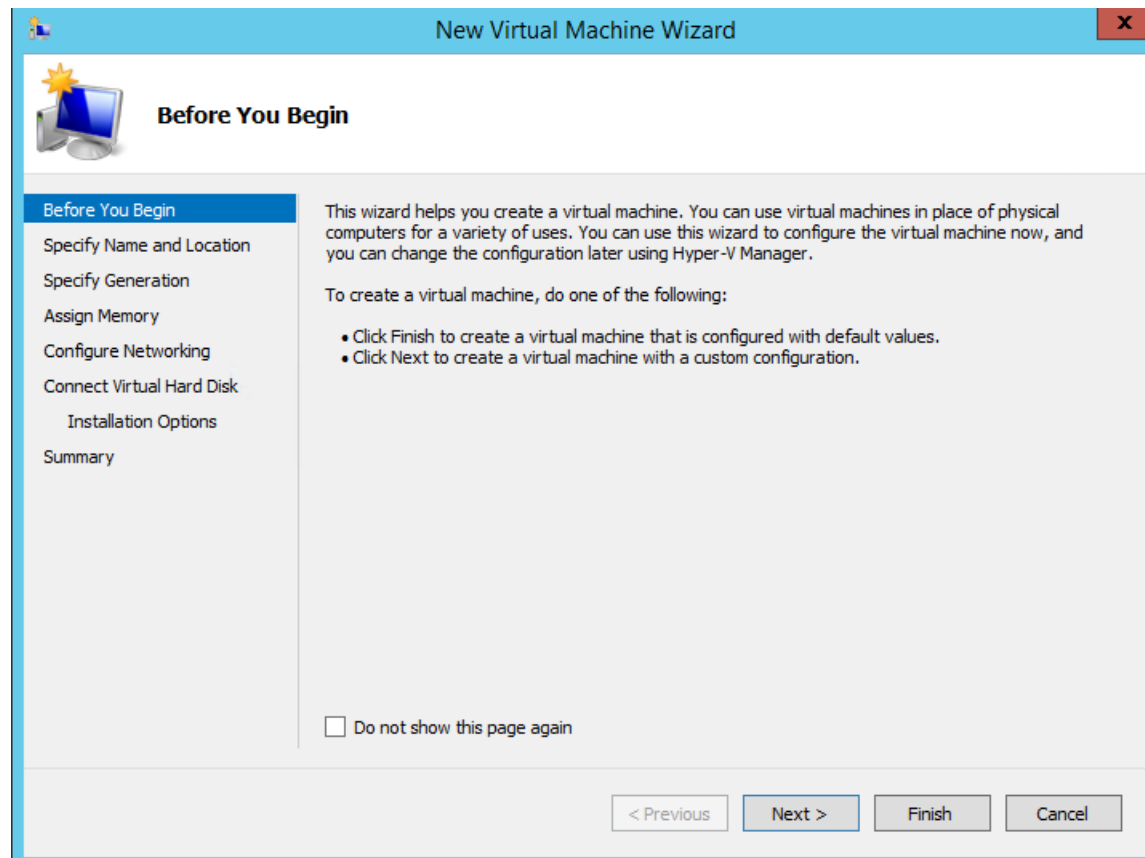 New Virtual Machine Wizard
x
Before You Begin
Before You Begin
Specify Name and Location
Specify Generation
Assign Memory
Configure Networking
Connect Virtual Hard Disk
Installation Options
Summary
This wizard helps you create a virtual machine. You can use virtual machines in place of physical
computers for a variety of uses. You can use this wizard to configure the virtual machine now, and
you can change the configuration later using Hyper-V Manager.
To create a virtual machine, do one of the following:
• Click Finish to create a virtual machine that is configured with default values.
• Click Next to create a virtual machine with a custom configuration.
Do not show this page again
< Previous
Next >
Finish
Cancel